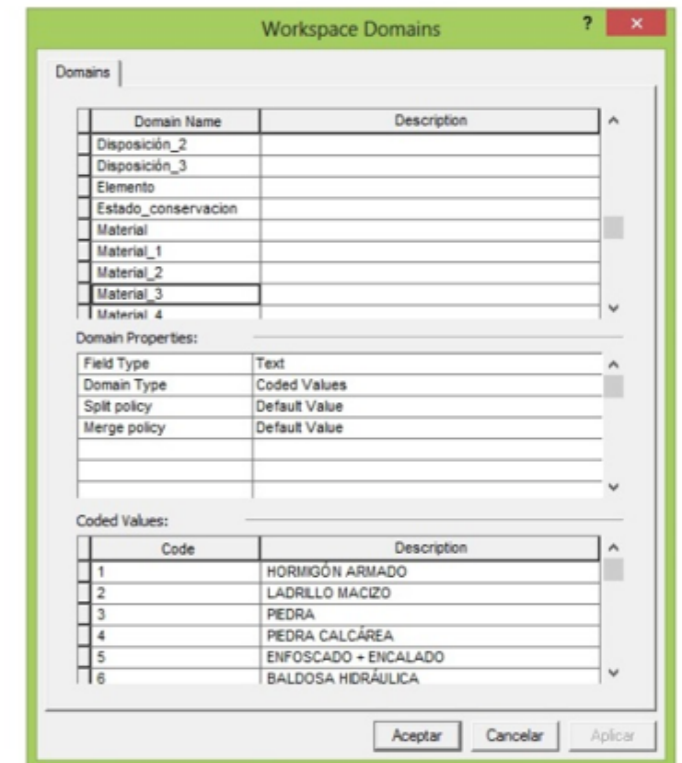 Workspace Domains ? ×
Domains
Domain Name Description
Disposición_2
Disposición_3
Elemento
Estado_conservacion
Material
Material_1
Material_2
Material_3
Material_4
Domain Properties:
Field Type Text
Domain Type Coded Values
Split policy Default Value
Merge policy Default Value
Coded Values:
Code Description
1 HORMIGÓN ARMADO
2 LADRILLO MACIZO
3 PIEDRA
4 PIEDRA CALCÁREA
5 ENFOSCADO + ENCALADO
6 BALDOSA HIDRÁULICA
Aceptar Cancelar Aplicar